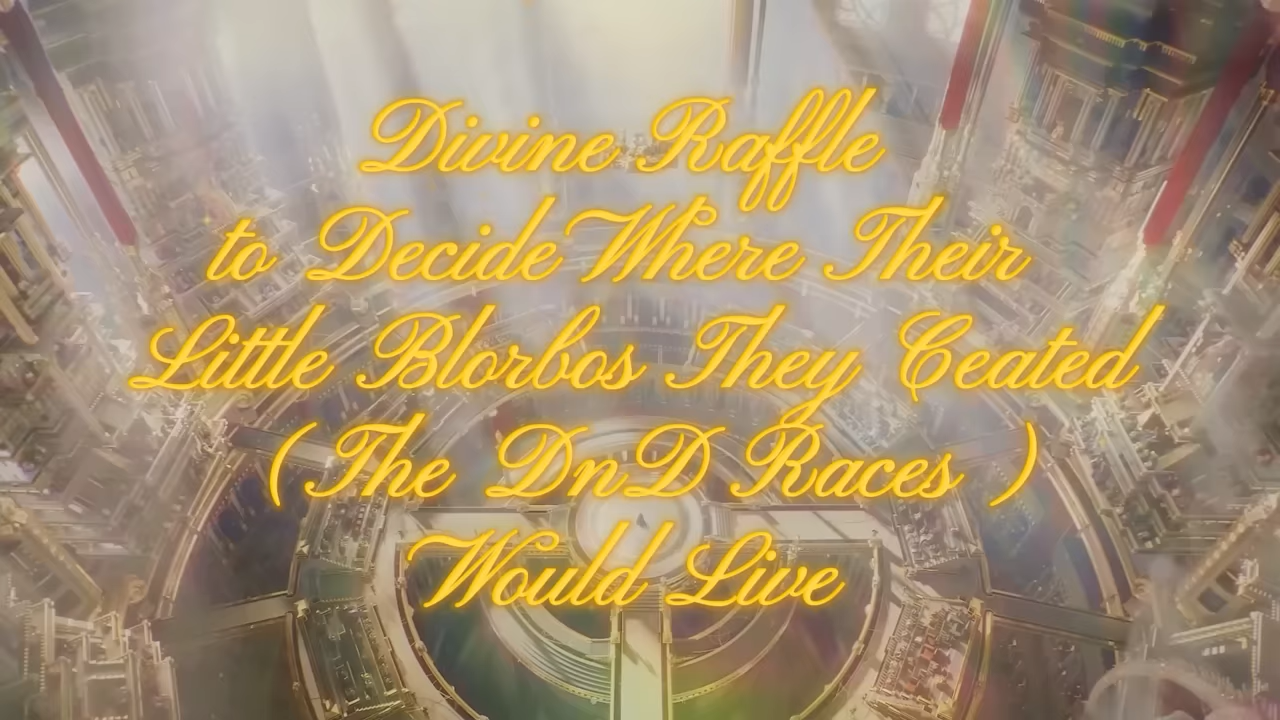 Divine Raffle
to Decide Where Their
Little Blorbos They Ceated
( The DnD Races )
Would Live